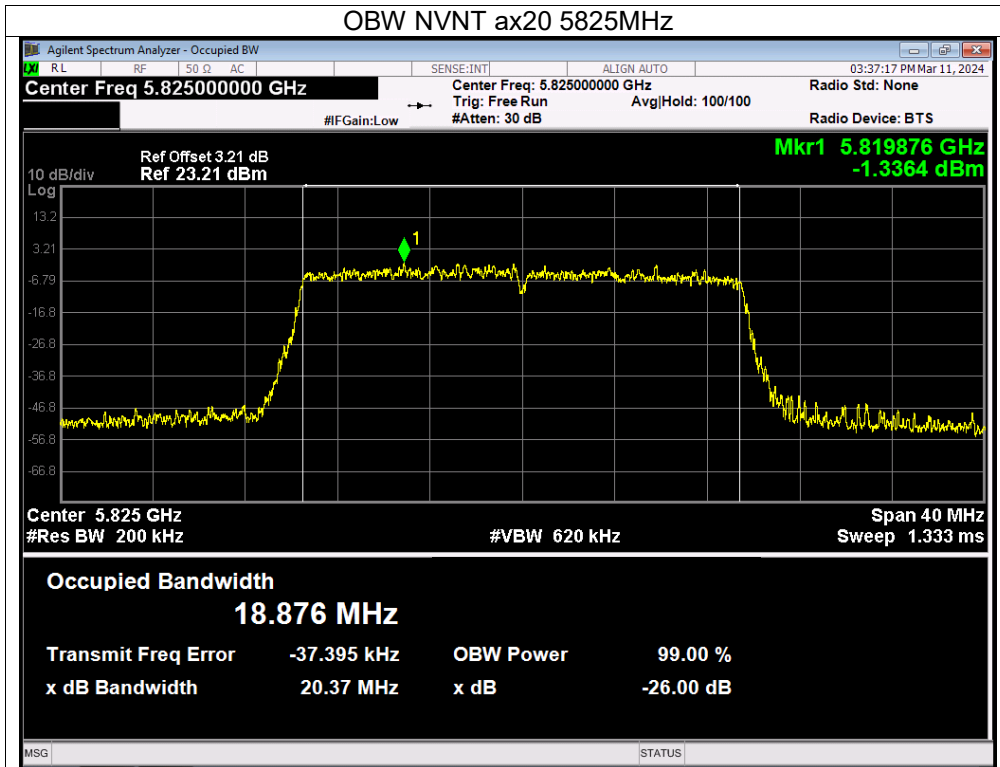 OBW NVNT ax20 5825MHz
Agilent Spectrum Analyzer - Occupied BW
LXI RL RF 50 Ω AC SENSE:INT ALIGN AUTO 03:37:17 PM Mar 11, 2024
Center Freq 5.825000000 GHz Center Freq: 5.825000000 GHz Radio Std: None
Trig: Free Run Avg|Hold: 100/100
#IFGain:Low #Atten: 30 dB Radio Device: BTS
Mkr1 5.819876 GHz
-1.3364 dBm
Ref Offset 3.21 dB
10 dB/div Ref 23.21 dBm
Log
13.2
1
3.21
-6.79
-16.8
-26.8
-36.8
-46.8
-56.8
-66.8
Center 5.825 GHz Span 40 MHz
#Res BW 200 kHz #VBW 620 kHz Sweep 1.333 ms
Occupied Bandwidth
18.876 MHz
Transmit Freq Error -37.395 kHz OBW Power 99.00 %
x dB Bandwidth 20.37 MHz x dB -26.00 dB
MSG STATUS